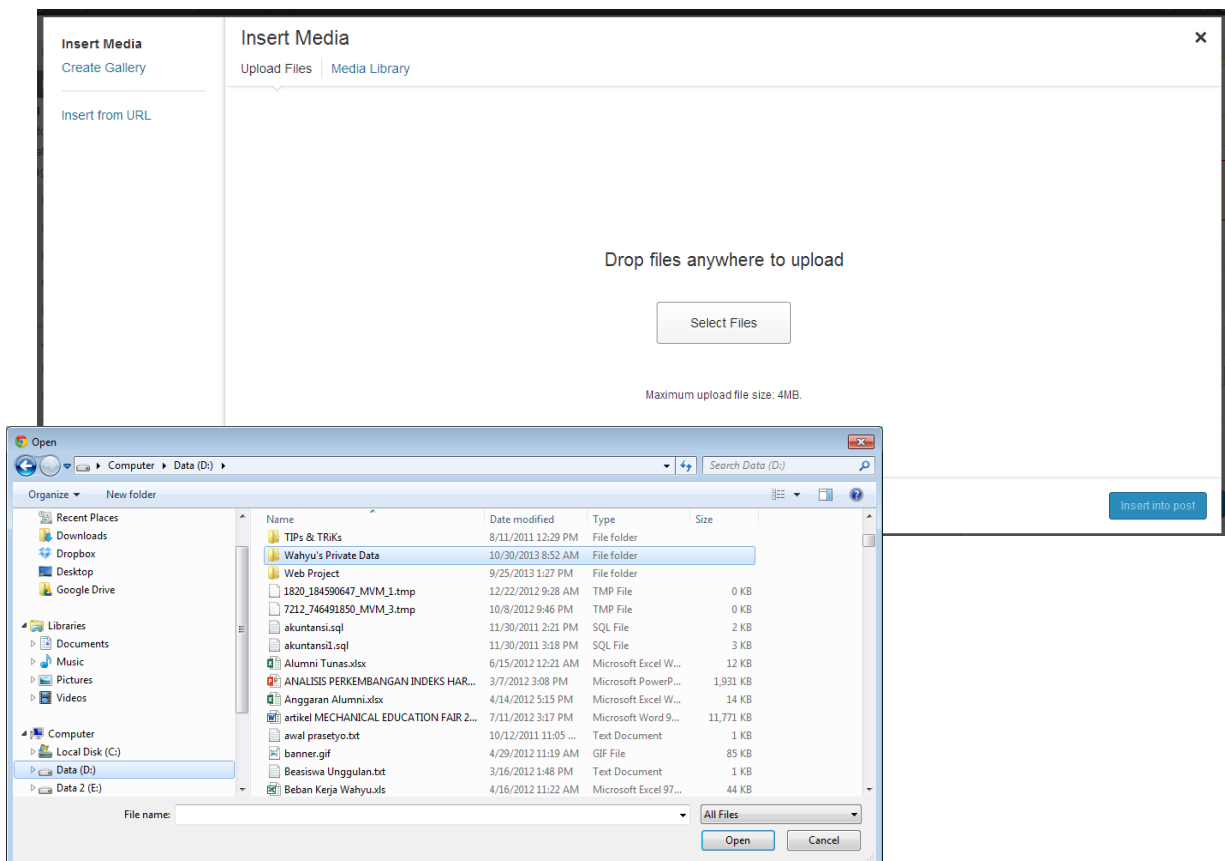 Insert Media
Create Gallery
Insert from URL
Insert Media
Upload Files Media Library
Drop files anywhere to upload
Select Files
Maximum upload file size: 4MB.
Insert into post
Open
Computer Data (D:)
Search Data (D:)
Organize New folder
Recent Places
Downloads
Dropbox
Desktop
Google Drive
Libraries
Documents
Music
Pictures
Videos
Computer
Local Disk (C:)
Data (D:)
Data 2 (E:)
Name Date modified Type Size
TIPs & TRiKs 8/11/2011 12:29 PM File folder
Wahyu's Private Data 10/30/2013 8:52 AM File folder
Web Project 9/25/2013 1:27 PM File folder
1820_184590647_MVM_1.tmp 12/22/2012 9:28 AM TMP File 0 KB
7212_746491850_MVM_3.tmp 10/8/2012 9:46 PM TMP File 0 KB
akuntansi.sql 11/30/2011 2:21 PM SQL File 2 KB
akuntansi1.sql 11/30/2011 3:18 PM SQL File 3 KB
Alumni Tunas.xlsx 6/15/2012 12:21 AM Microsoft Excel W... 12 KB
ANALISIS PERKEMBANGAN INDEKS HAR... 3/7/2012 3:08 PM Microsoft PowerP... 1,931 KB
Anggaran Alumni.xlsx 4/14/2012 5:15 PM Microsoft Excel W... 14 KB
artikel MECHANICAL EDUCATION FAIR 2... 7/11/2012 3:17 PM Microsoft Word 9... 11,771 KB
awal prasetyo.txt 10/12/2011 11:05 ... Text Document 1 KB
banner.gif 4/29/2012 11:19 AM GIF File 85 KB
Beasiswa Unggulan.txt 3/16/2012 1:48 PM Text Document 1 KB
Beban Kerja Wahyu.xls 4/16/2012 11:22 AM Microsoft Excel 97... 44 KB
File name:
All Files
Open Cancel